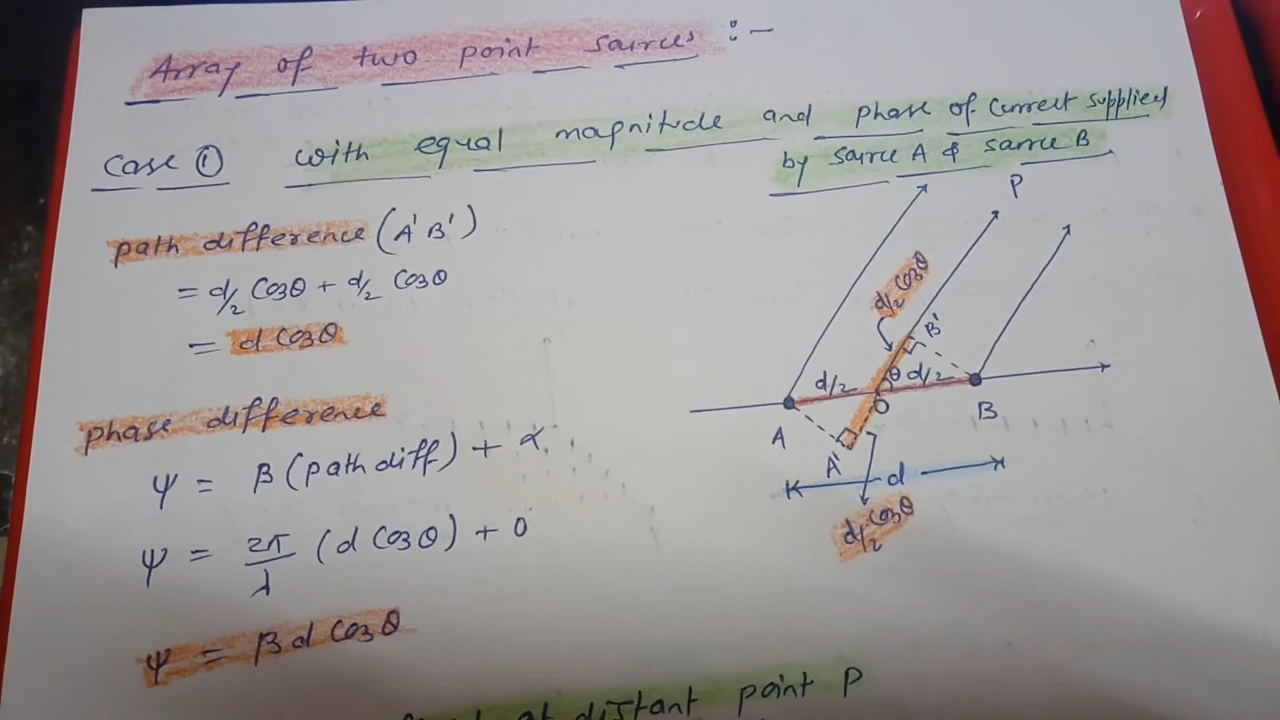 Array of two point sources :-
Case ① with equal magnitude and phase of current supplied
by source A & source B
path difference (A'B')
= d/2 Cosθ + d/2 Cosθ
= d Cosθ
phase difference
ψ = β (path diff) + α
ψ = 2π/λ (d Cosθ) + 0
ψ = β d Cosθ
P
d/2 Cosθ
B'
d/2
θ
d/2
O
A
B
A'
d
d/2 Cosθ
at distant point P